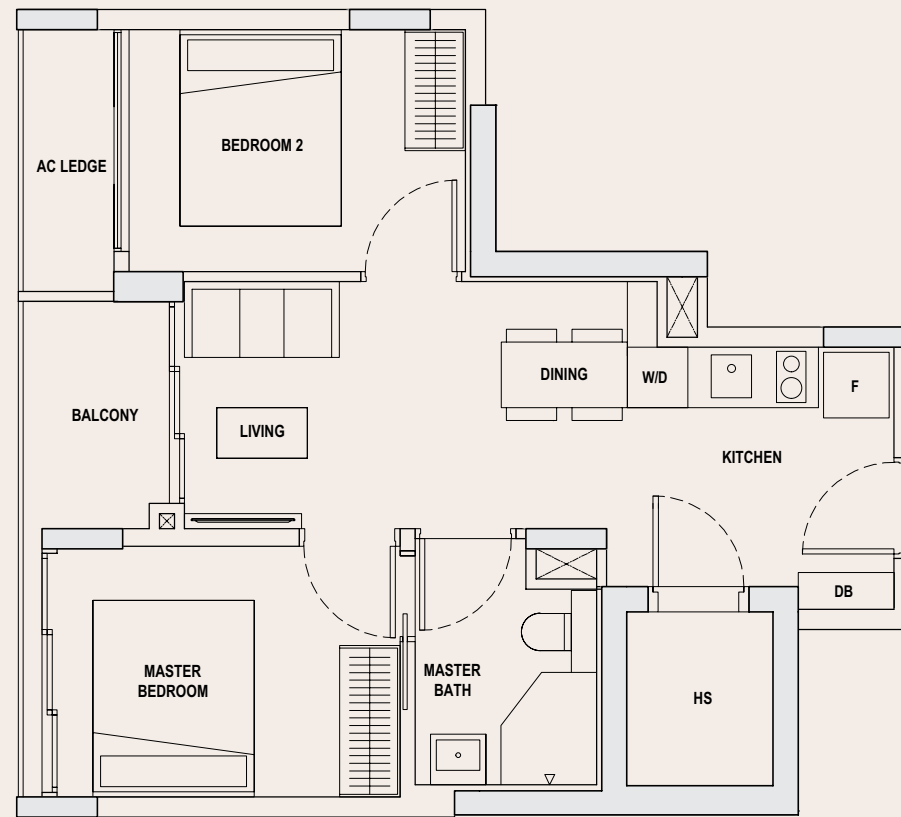 BEDROOM 2
AC LEDGE
DINING
W/D
F
BALCONY
LIVING
KITCHEN
DB
MASTER
BEDROOM
MASTER
BATH
HS